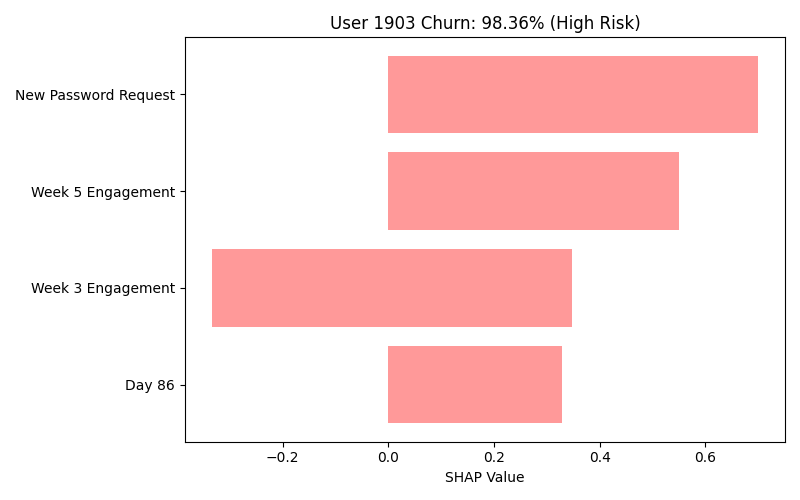 User 1903 Churn: 98.36% (High Risk)
New Password Request
Week 5 Engagement
Week 3 Engagement
Day 86
−0.2 0.0 0.2 0.4 0.6
SHAP Value